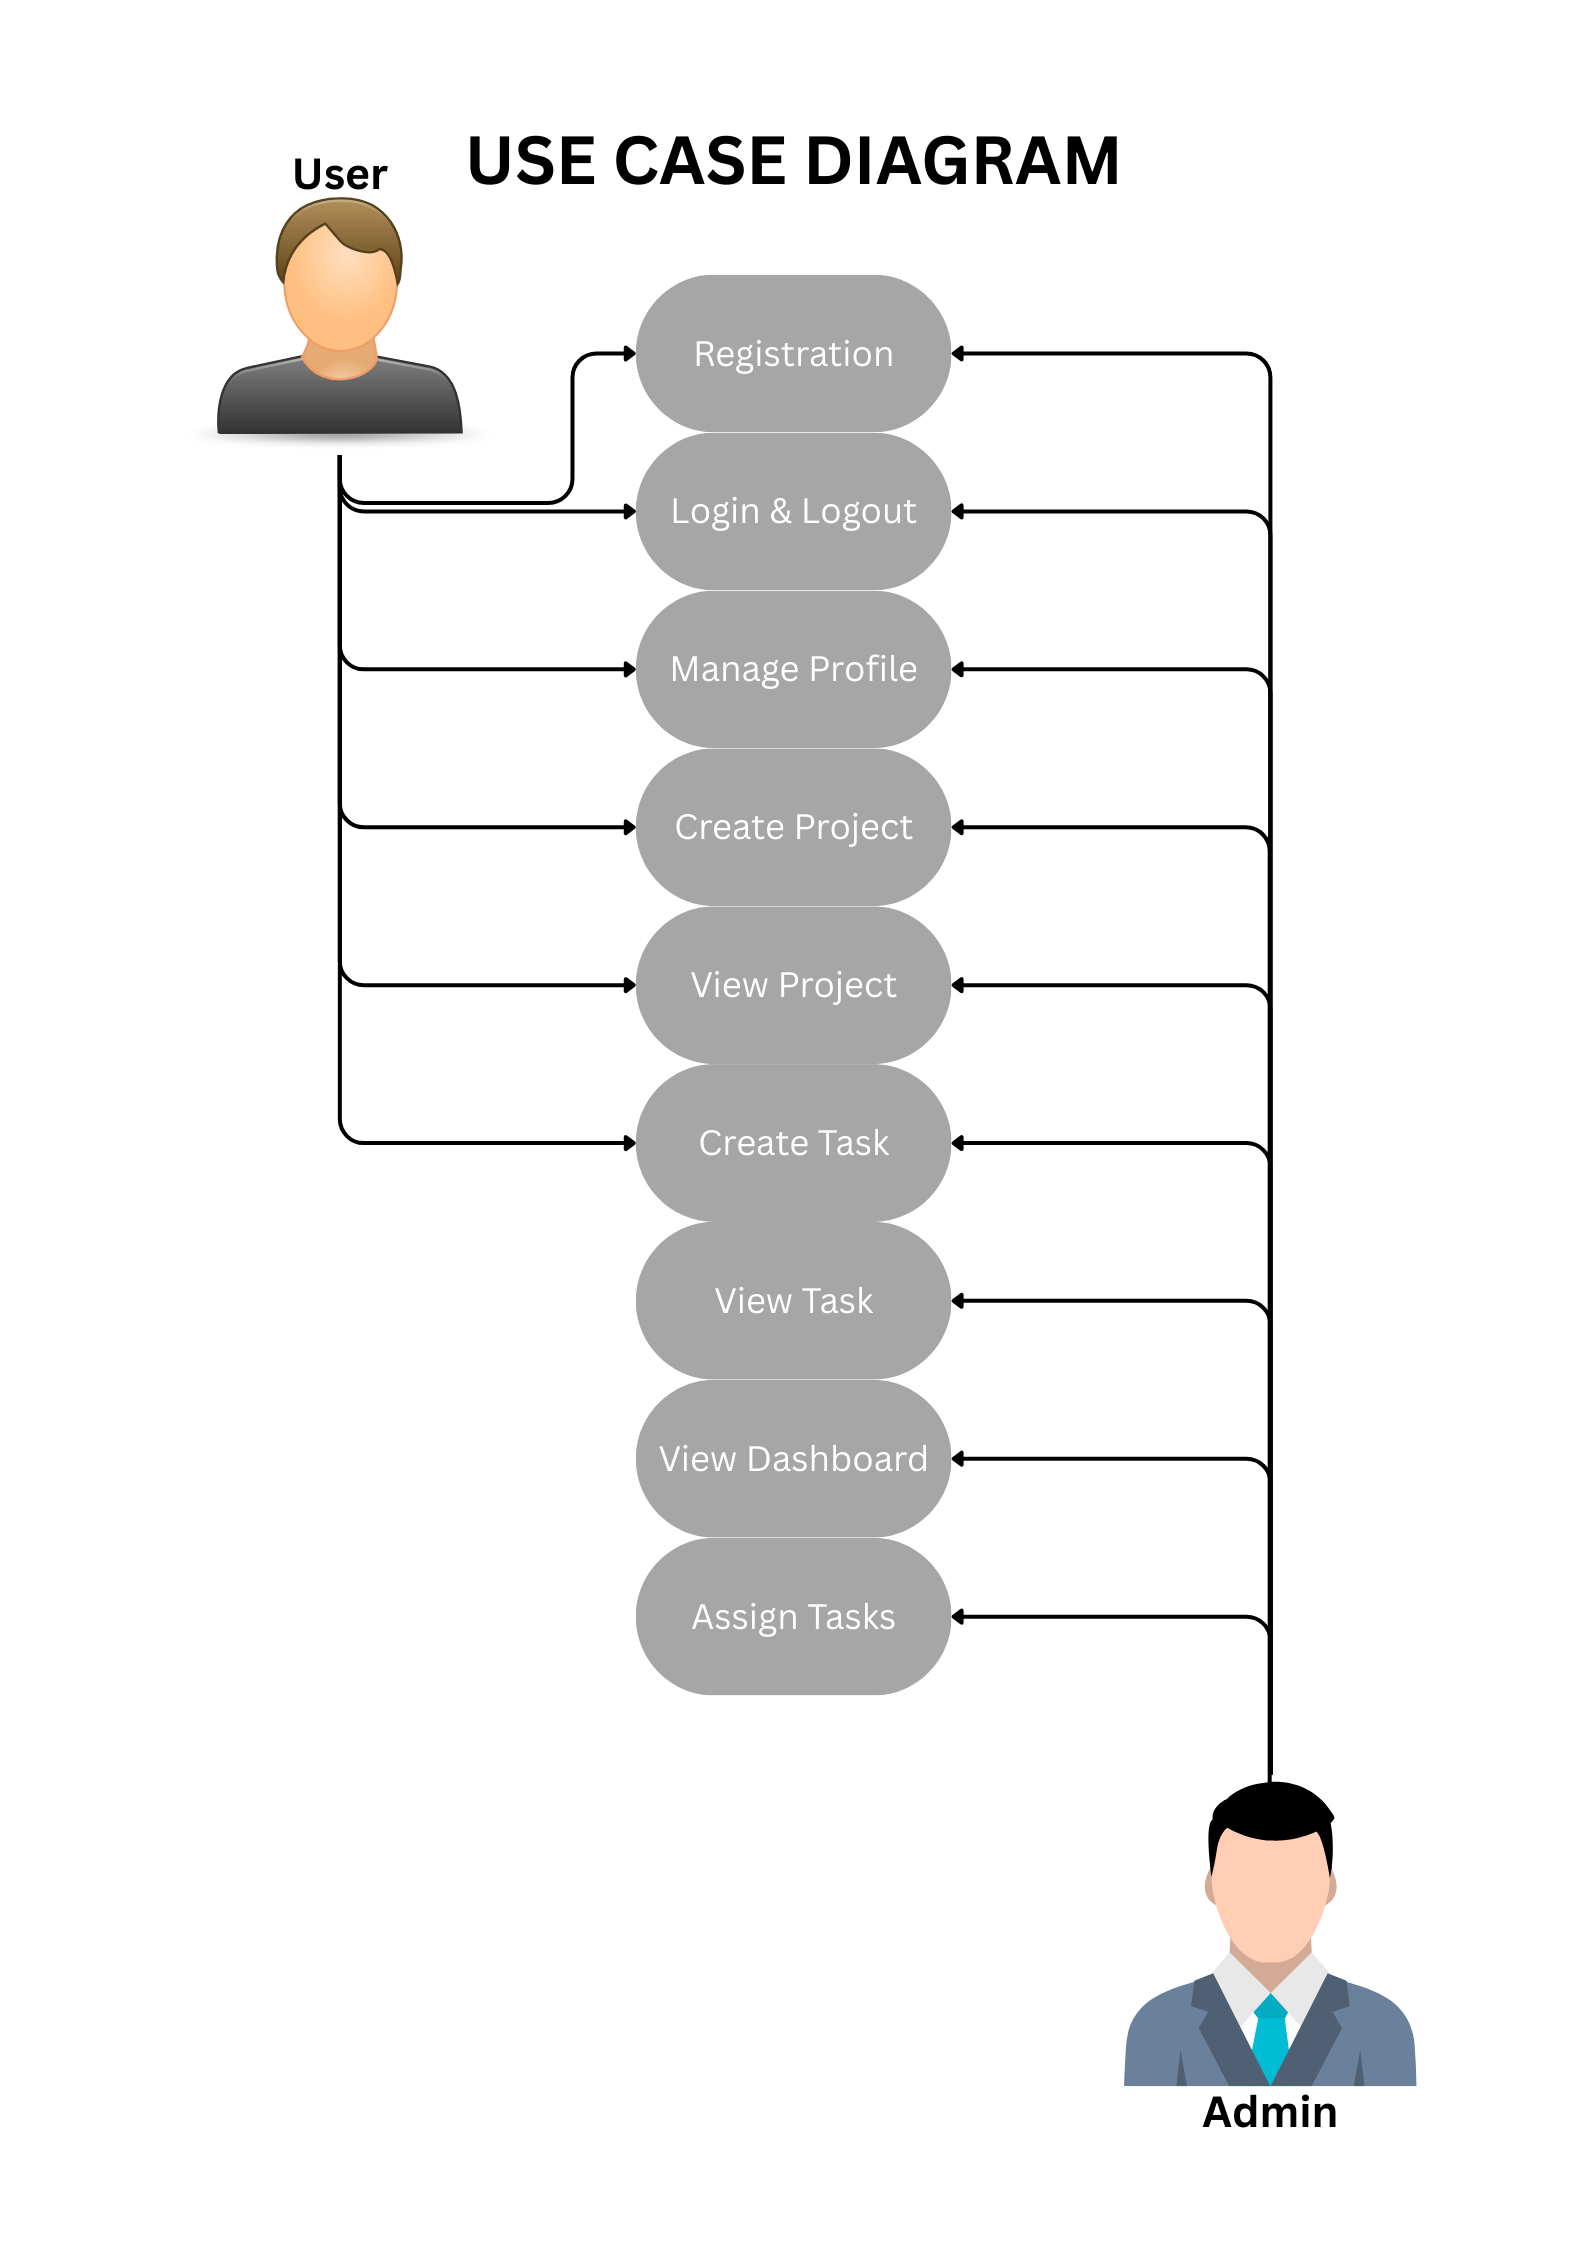 User
USE CASE DIAGRAM
Registration
Login & Logout
Manage Profile
Create Project
View Project
Create Task
View Task
View Dashboard
Assign Tasks
Admin